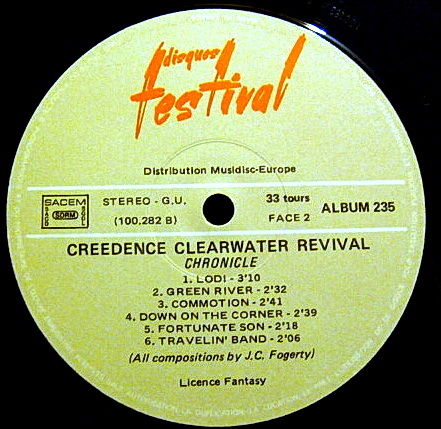 disques
festival
Distribution Musidisc-Europe
SACEM
SACD SDRM SGDL
STEREO - G.U.
(100.282 B)
33 tours
FACE 2
ALBUM 235
CREEDENCE CLEARWATER REVIVAL
CHRONICLE
1. LODI - 3'10
2. GREEN RIVER - 2'32
3. COMMOTION - 2'41
4. DOWN ON THE CORNER - 2'39
5. FORTUNATE SON - 2'18
6. TRAVELIN' BAND - 2'06
(All compositions by J.C. Fogerty)
Licence Fantasy